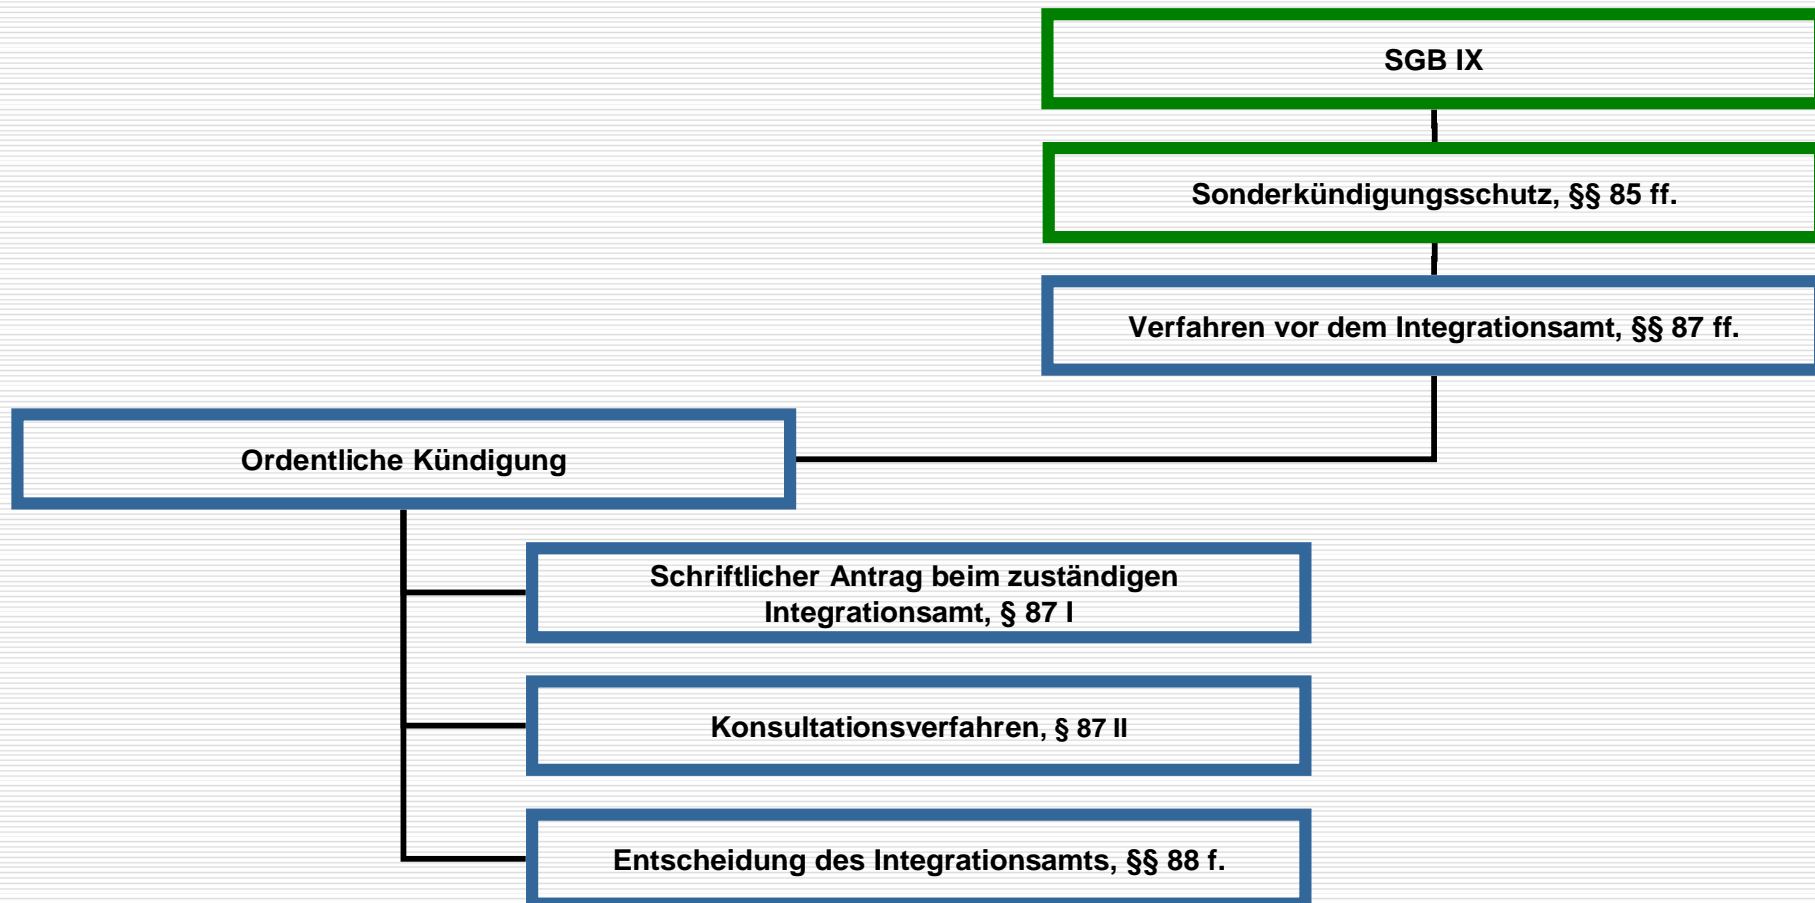 SGB IX
Sonderkündigungsschutz, §§ 85 ff.
Verfahren vor dem Integrationsamt, §§ 87 ff.
Ordentliche Kündigung
Schriftlicher Antrag beim zuständigen
Integrationsamt, § 87 I
Konsultationsverfahren, § 87 II
Entscheidung des Integrationsamts, §§ 88 f.